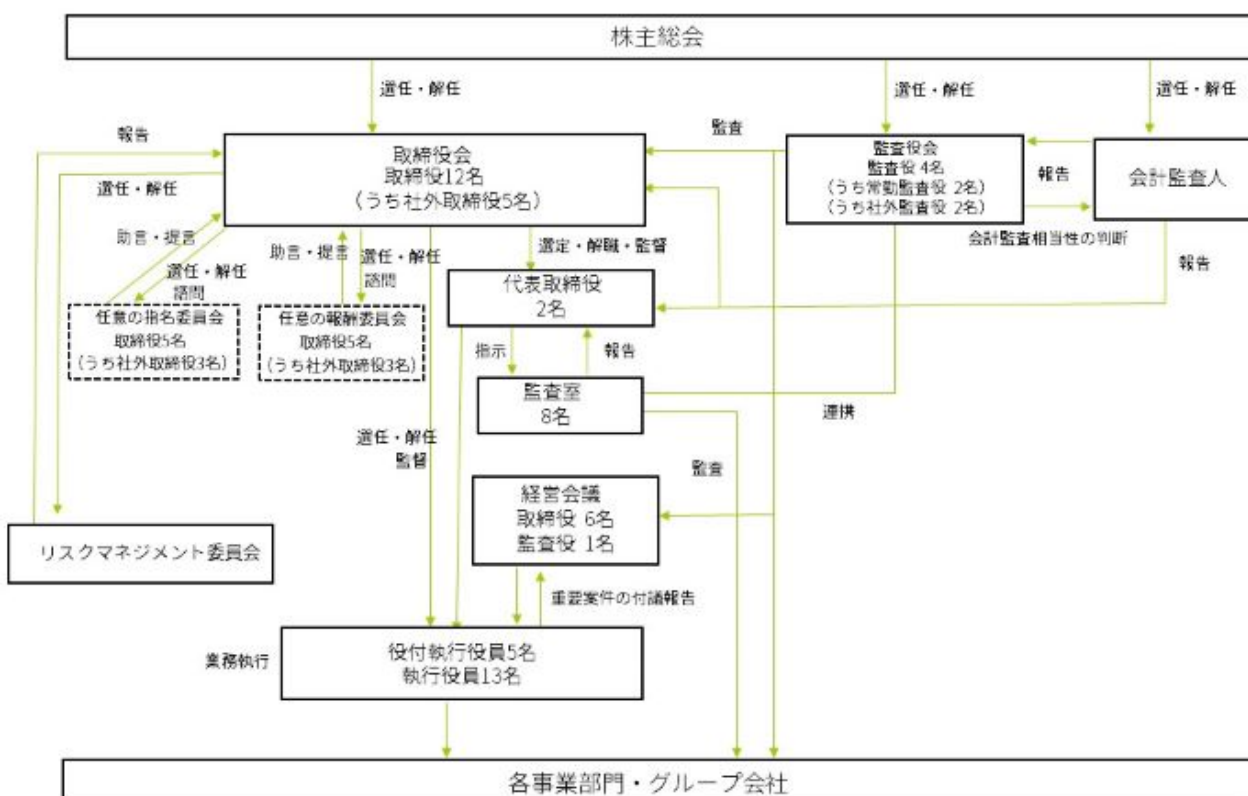 株主総会
選任・解任
選任・解任
選任・解任
報告
監査
取締役会
取締役12名
（うち社外取締役5名）
監査役会
監査役 4名
（うち常勤監査役 2名）
（うち社外監査役 2名）
報告
会計監査人
選任・解任
会計監査相当性の判断
助言・提言
選任・解任
諮問
助言・提言
選任・解任
諮問
選定・解職・監督
報告
代表取締役
2名
任意の指名委員会
取締役5名
（うち社外取締役3名）
任意の報酬委員会
取締役5名
（うち社外取締役3名）
指示
報告
監査室
8名
連携
選任・解任
監督
監査
経営会議
取締役 6名
監査役 1名
リスクマネジメント委員会
重要案件の付議報告
業務執行
役付執行役員5名
執行役員13名
各事業部門・グループ会社